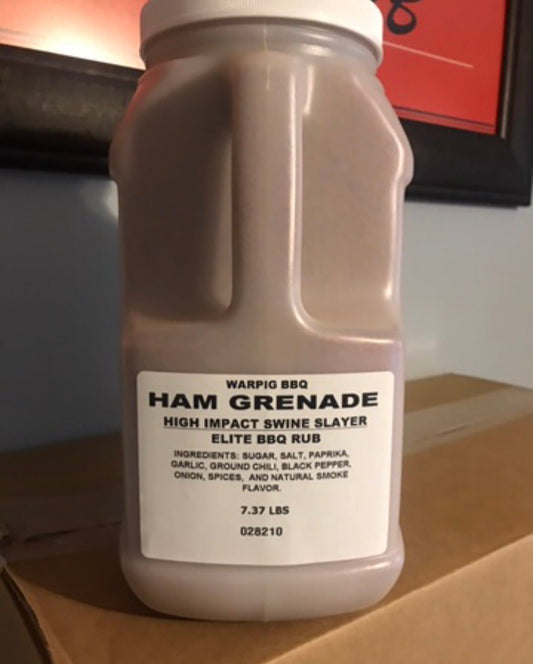 WARPIG BBQ
HAM GRENADE
HIGH IMPACT SWINE SLAYER
ELITE BBQ RUB
INGREDIENTS: SUGAR, SALT, PAPRIKA,
GARLIC, GROUND CHILI, BLACK PEPPER,
ONION, SPICES, AND NATURAL SMOKE
FLAVOR.
7.37 LBS
028210